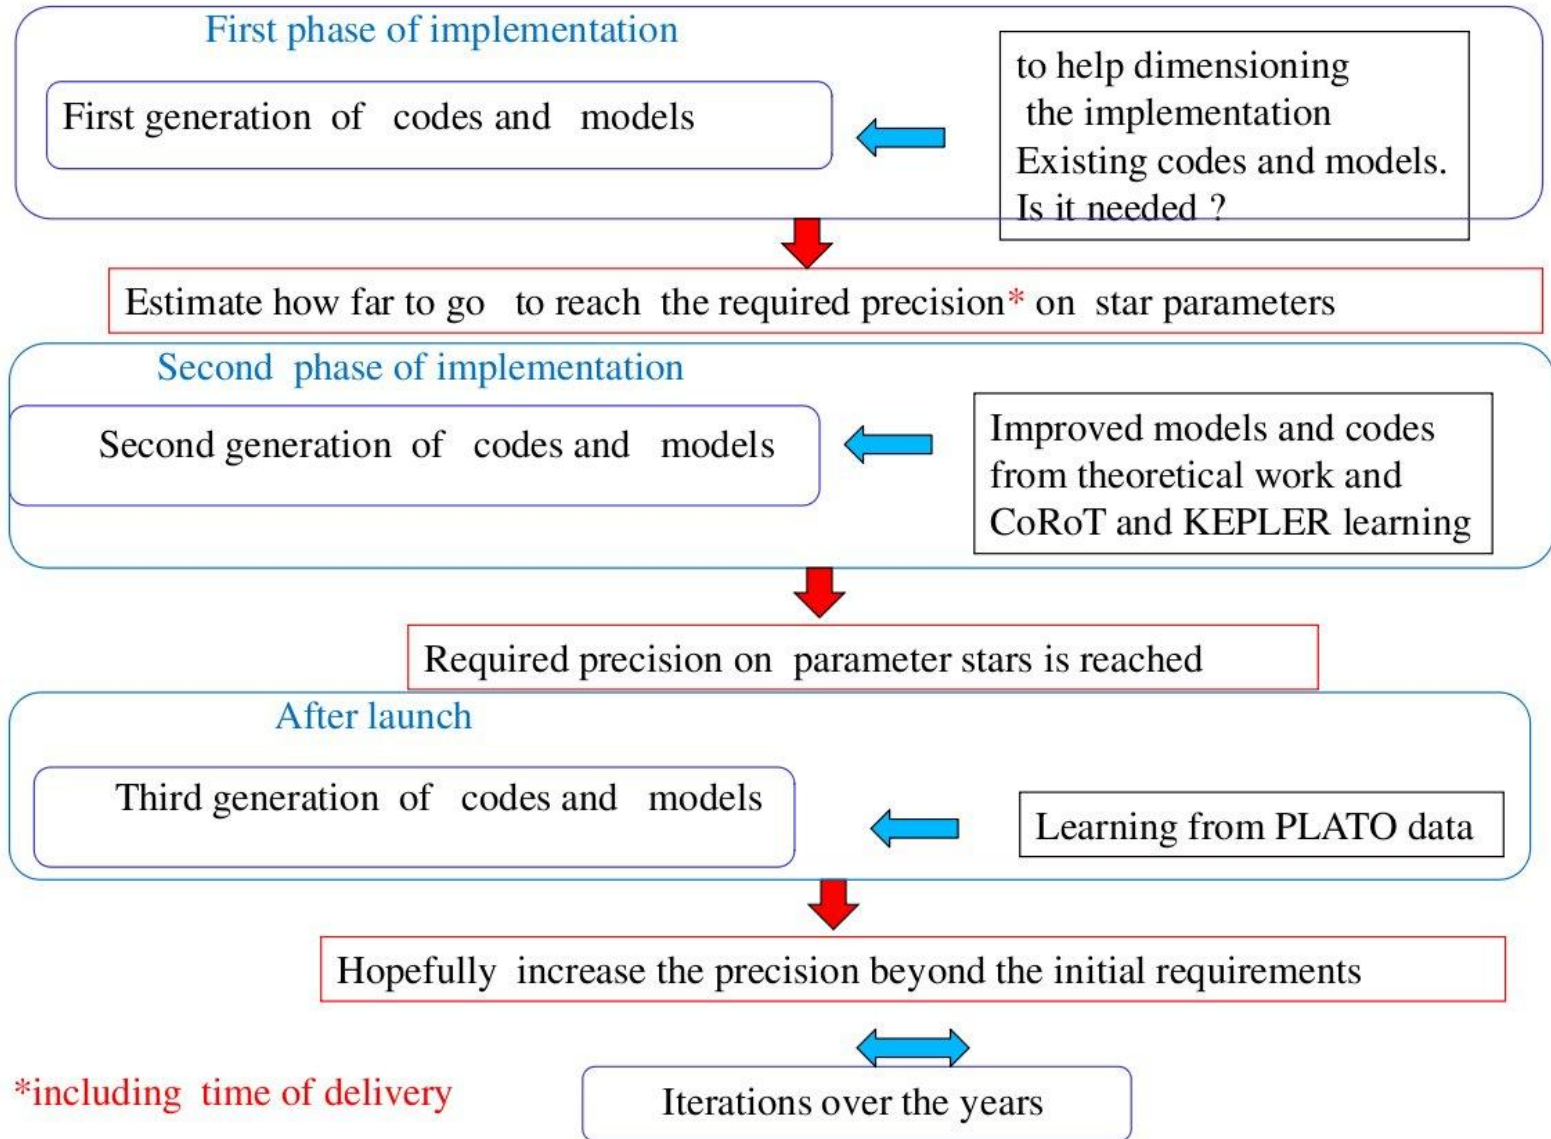 First phase of implementation
First generation of codes and models
to help dimensioning
the implementation
Existing codes and models.
Is it needed ?
Estimate how far to go to reach the required precision* on star parameters
Second phase of implementation
Second generation of codes and models
Improved models and codes
from theoretical work and
CoRoT and KEPLER learning
Required precision on parameter stars is reached
After launch
Third generation of codes and models
Learning from PLATO data
Hopefully increase the precision beyond the initial requirements
*including time of delivery
Iterations over the years